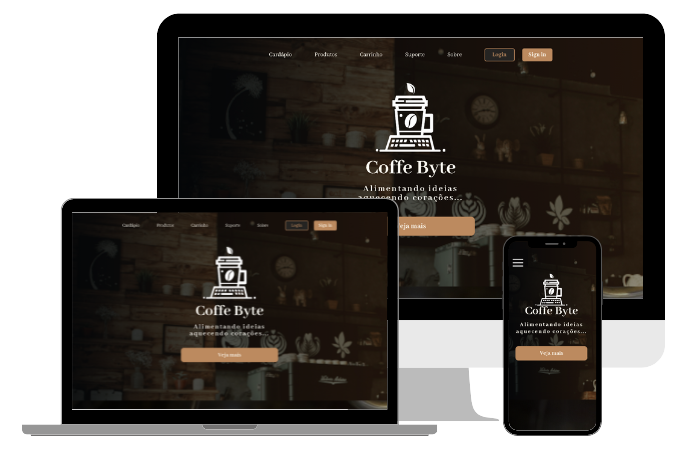 Cardápio Produtos Carrinho Suporte Sobre Login Sign in
Coffe Byte
Alimentando ideias
aquecendo corações...
Veja mais
Cardápio Produtos Carrinho Suporte Sobre Login Sign in
Coffe Byte
Alimentando ideias
aquecendo corações...
Veja mais
Coffe Byte
Alimentando ideias
aquecendo corações...
Veja mais